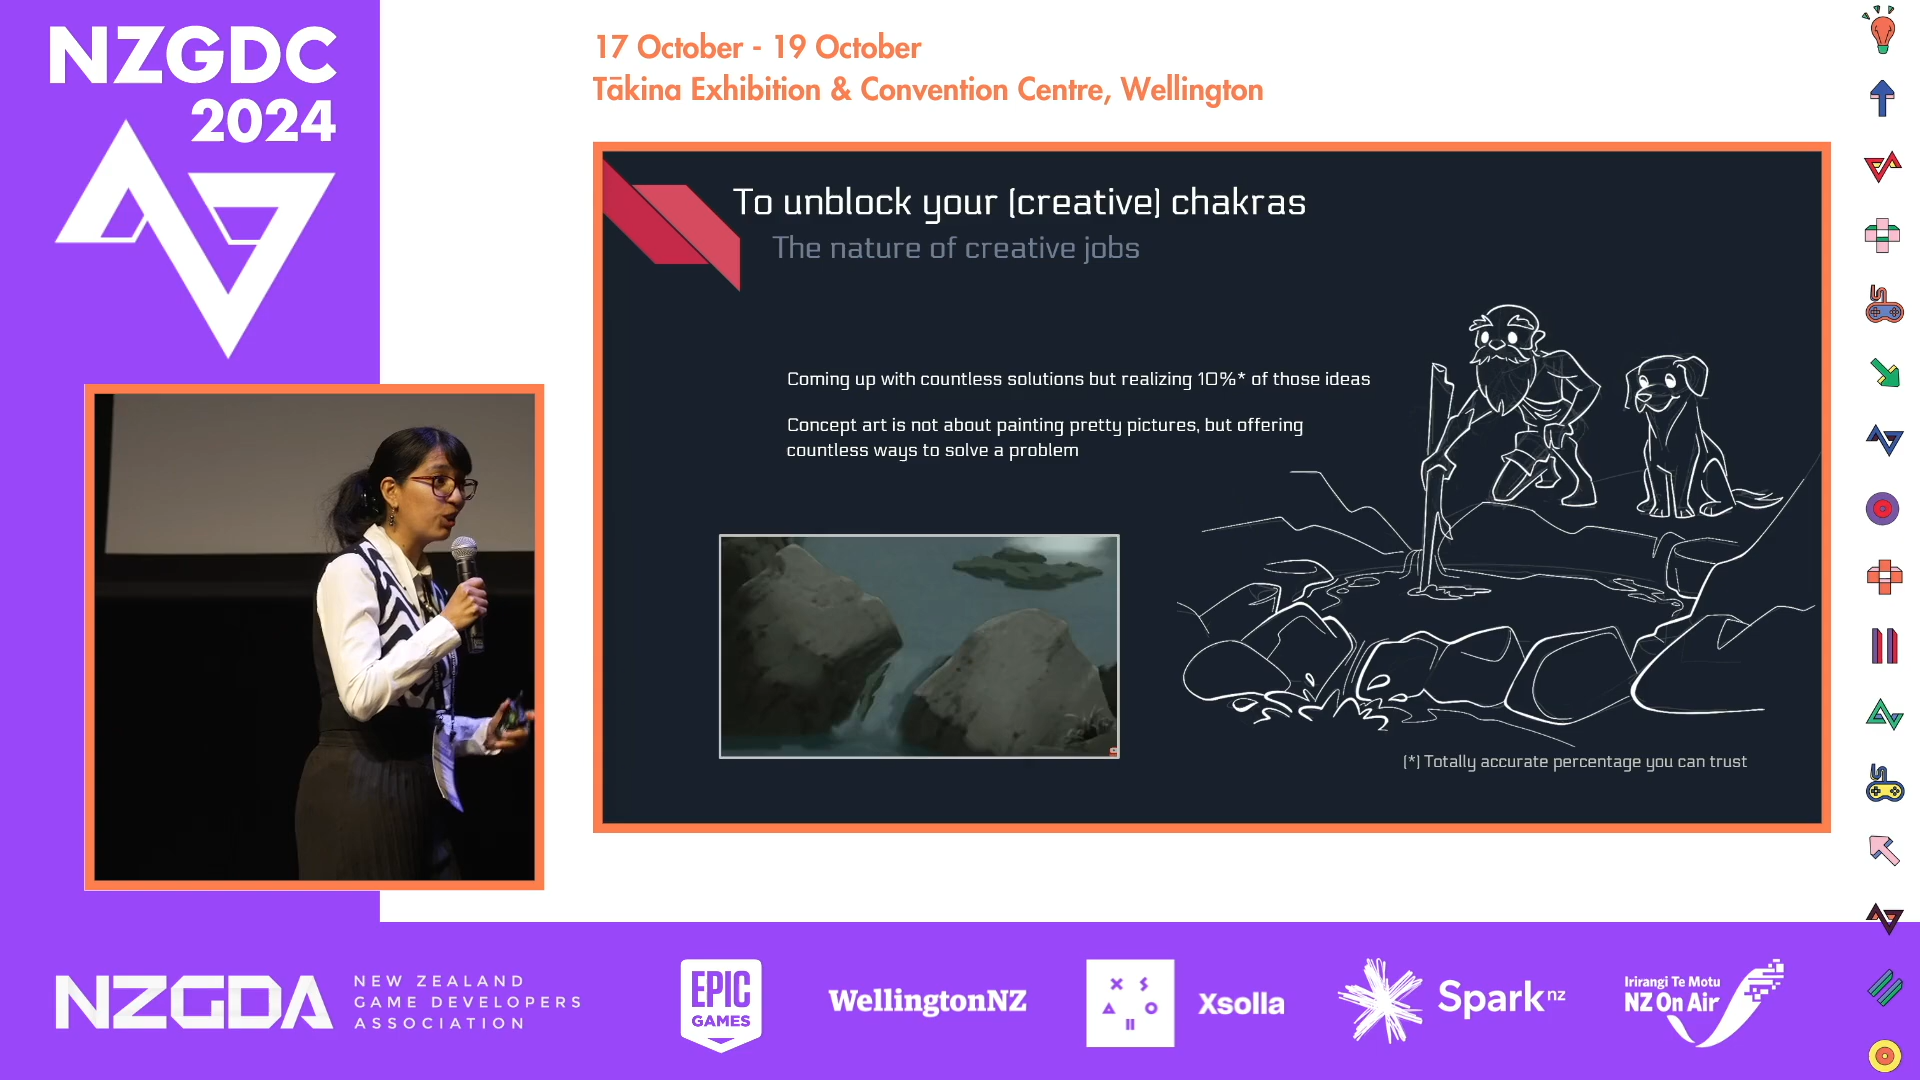 NZGDC
2024
17 October - 19 October
Tākina Exhibition & Convention Centre, Wellington
To unblock your (creative) chakras
The nature of creative jobs
Coming up with countless solutions but realizing 10%* of those ideas
Concept art is not about painting pretty pictures, but offering
countless ways to solve a problem
(*) Totally accurate percentage you can trust
NZGDA
NEW ZEALAND
GAME DEVELOPERS
ASSOCIATION
EPIC
GAMES
WellingtonNZ
Xsolla
Spark nz
Irirangi Te Motu
NZ On Air